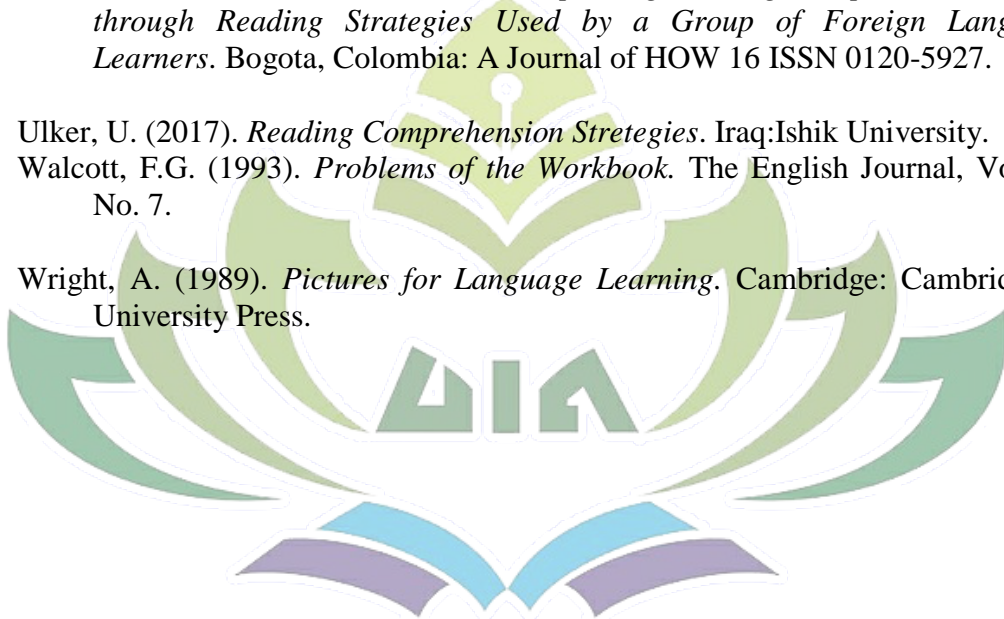 through Reading Strategies Used by a Group of Foreign Lang
Learners. Bogota, Colombia: A Journal of HOW 16 ISSN 0120-5927.
Ulker, U. (2017). Reading Comprehension Stretegies. Iraq:Ishik University.
Walcott, F.G. (1993). Problems of the Workbook. The English Journal, Vo
No. 7.
Wright, A. (1989). Pictures for Language Learning. Cambridge: Cambrid
University Press.
UIN